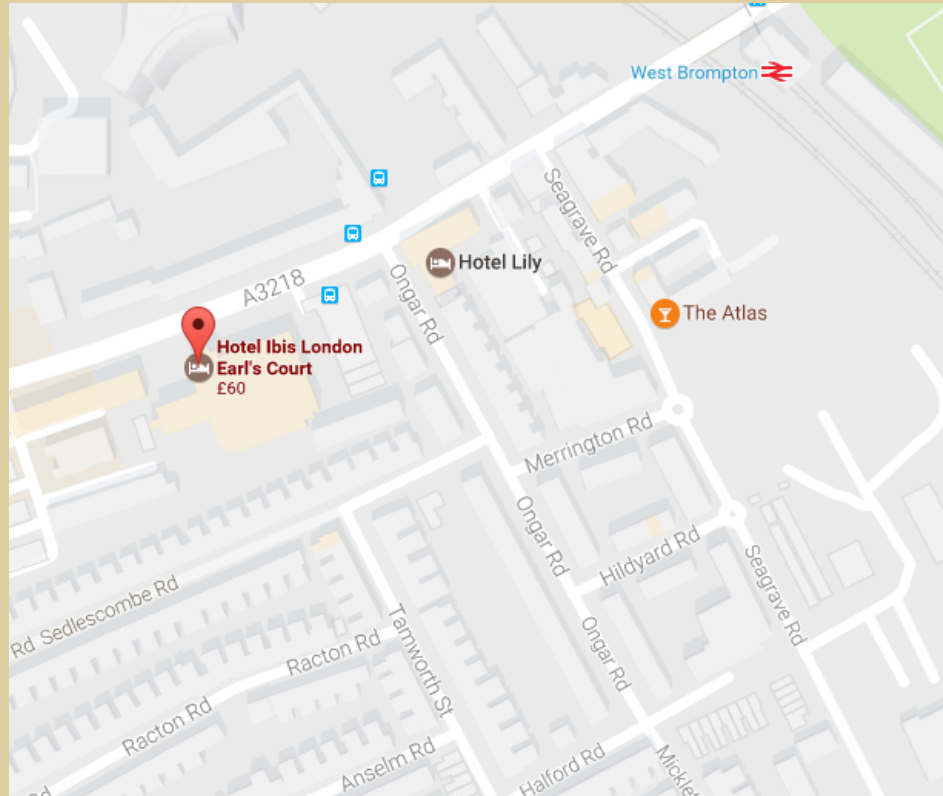 West Brompton
Seagrave Rd
Hotel Lily
Ongar Rd
A3218
The Atlas
Hotel Ibis London
Earl's Court
£60
Merrington Rd
Ongar Rd
Hildyard Rd
Seagrave Rd
Rd Sedlescombe Rd
Tamworth St
Ongar Rd
Racton Rd
Racton Rd
Anselm Rd
Halford Rd
Mickle
Rd